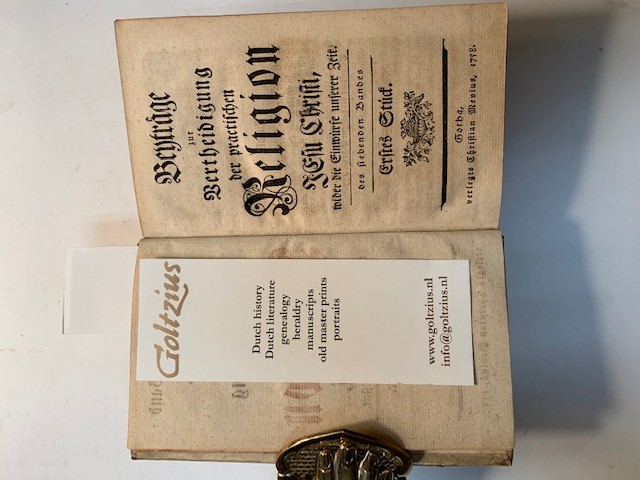 Beyträge
zur
Vertheidigung
der practischen
Religion
JEsu Christi,
wider die Einwürfe unserer Zeit.
des siebenden Bandes
Erstes Stück.
Gotha,
verlegts Christian Mevius, 1758.
Goltzius
Dutch history
Dutch literature
genealogy
heraldry
manuscripts
old master prints
portraits
www.goltzius.nl
info@goltzius.nl